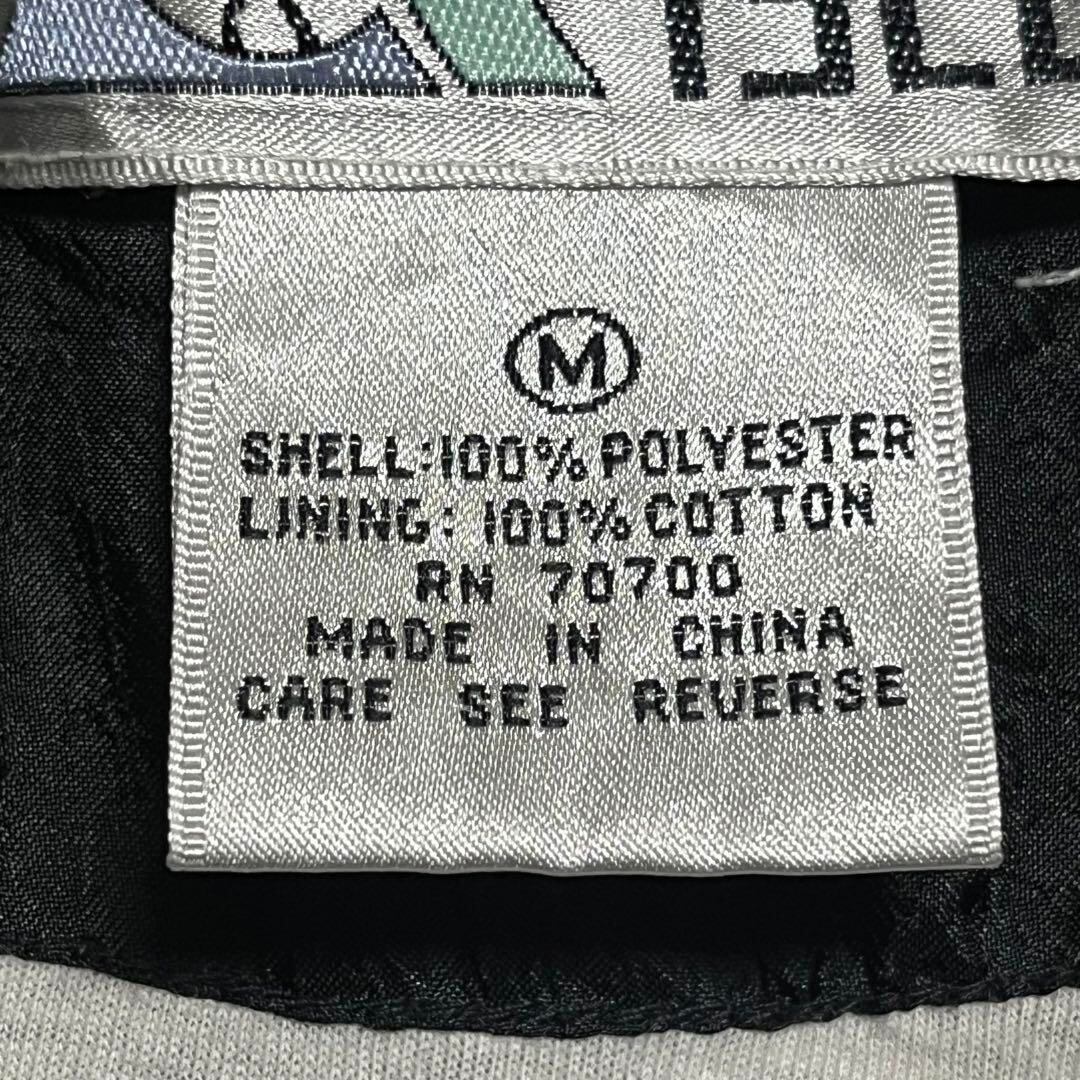 M
SHELL:100% POLYESTER
LINING: 100% COTTON
RN 70700
MADE IN CHINA
CARE SEE REVERSE